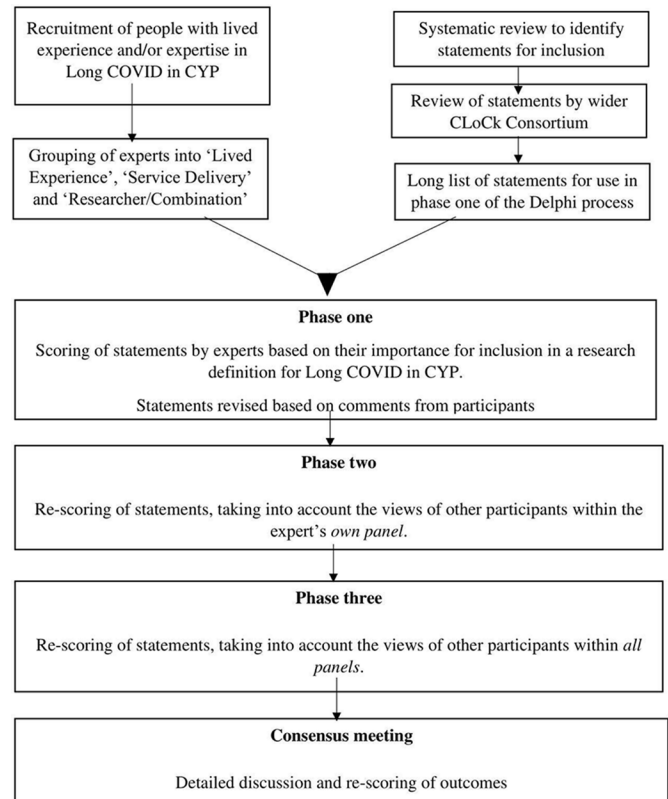 Recruitment of people with lived
experience and/or expertise in
Long COVID in CYP
Grouping of experts into ‘Lived
Experience’, ‘Service Delivery’
and ‘Researcher/Combination’
Systematic review to identify
statements for inclusion
Review of statements by wider
CLoCk Consortium
Long list of statements for use in
phase one of the Delphi process
Phase one
Scoring of statements by experts based on their importance for inclusion in a research
definition for Long COVID in CYP.
Statements revised based on comments from participants
Phase two
Re-scoring of statements, taking into account the views of other participants within the
expert’s own panel.
Phase three
Re-scoring of statements, taking into account the views of other participants within all
panels.
Consensus meeting
Detailed discussion and re-scoring of outcomes